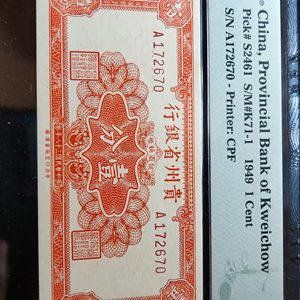 China, Provincial Bank of Kweichow
Pick# S2461 S/M#K71-1 1949 1 Cent
S/N A172670 - Printer: CPF
A172670
行銀省州貴
分壹
A172670